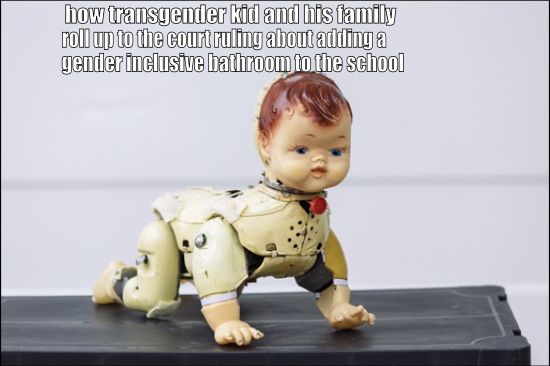 how transgender kid and his family
roll up to the court ruling about adding a
gender inclusive bathroom to the school